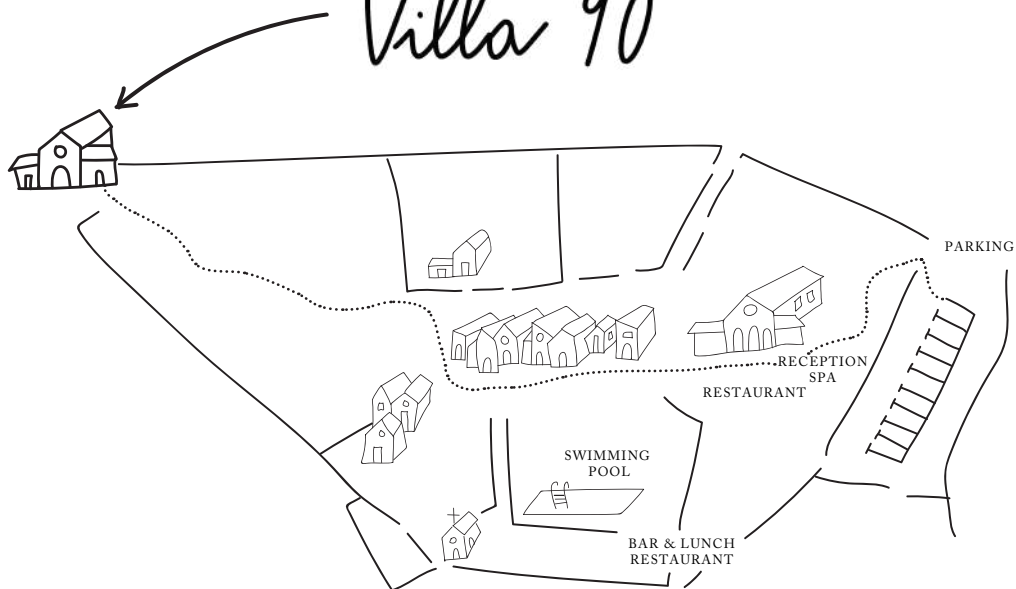 Villa 90
PARKING
RECEPTION
SPA
RESTAURANT
SWIMMING
POOL
BAR & LUNCH
RESTAURANT